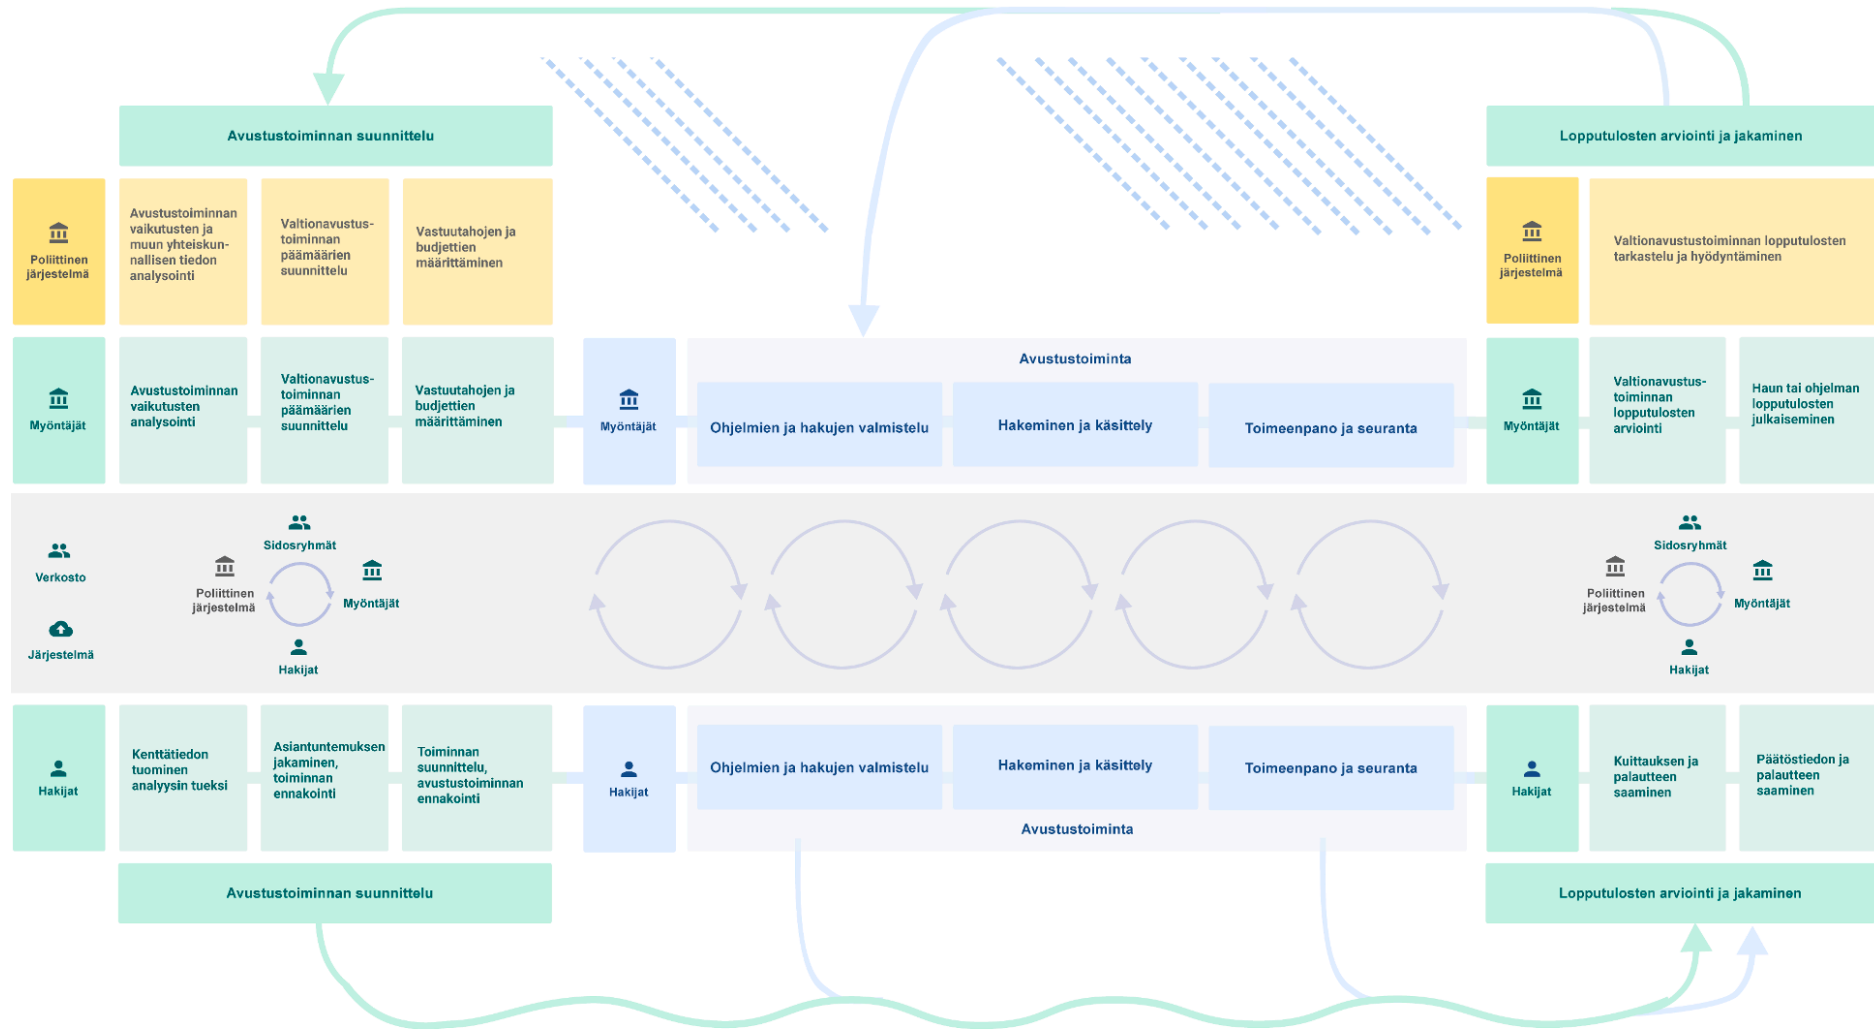 Avustustoiminnan suunnittelu
Lopputulosten arviointi ja jakaminen
Poliittinen
järjestelmä
Avustustoiminnan
vaikutusten ja
muun yhteiskun-
nallisen tiedon
analysointi
Valtionavustus-
toiminnan
päämäärien
suunnittelu
Vastuutahojen ja
budjettien
määrittäminen
Poliittinen
järjestelmä
Valtionavustustoiminnan lopputulosten
tarkastelu ja hyödyntäminen
Myöntäjät
Avustustoiminnan
vaikutusten
analysointi
Valtionavustus-
toiminnan
päämäärien
suunnittelu
Vastuutahojen ja
budjettien
määrittäminen
Myöntäjät
Avustustoiminta
Ohjelmien ja hakujen valmistelu
Hakeminen ja käsittely
Toimeenpano ja seuranta
Myöntäjät
Valtionavustus-
toiminnan
lopputulosten
arviointi
Haun tai ohjelman
lopputulosten
julkaiseminen
Verkosto
Järjestelmä
Sidosryhmät
Poliittinen
järjestelmä
Myöntäjät
Hakijat
Sidosryhmät
Poliittinen
järjestelmä
Myöntäjät
Hakijat
Hakijat
Kenttätiedon
tuominen
analyysin tueksi
Asiantuntemuksen
jakaminen,
toiminnan
ennakointi
Toiminnan
suunnittelu,
avustustoiminnan
ennakointi
Hakijat
Ohjelmien ja hakujen valmistelu
Hakeminen ja käsittely
Toimeenpano ja seuranta
Avustustoiminta
Hakijat
Kuittauksen ja
palautteen
saaminen
Päätöstiedon ja
palautteen
saaminen
Avustustoiminnan suunnittelu
Lopputulosten arviointi ja jakaminen